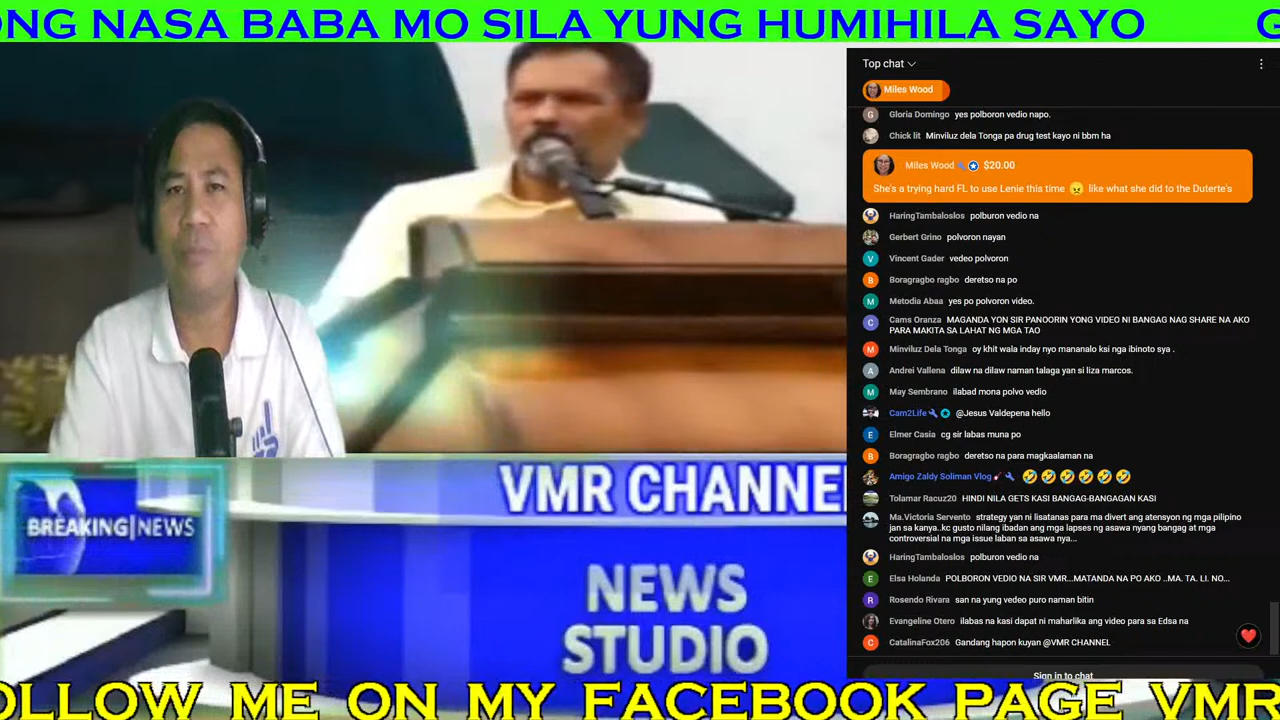 ONG NASA BABA MO SILA YUNG HUMIHILA SAYO
Top chat
Miles Wood
Gloria Domingo yes polboron vedio napo.
Chick lit Minviluz dela Tonga pa drug test kayo ni bbm ha
Miles Wood $20.00
She's a trying hard FL to use Lenie this time 😠 like what she did to the Duterte's
HaringTambaloslos polburon vedio na
Gerbert Grino polvoron nayan
Vincent Gader vedeo polvoron
Boragragbo ragbo deretso na po
Metodia Abaa yes po polvoron video.
Cams Oranza MAGANDA YON SIR PANOORIN YONG VIDEO NI BANGAG NAG SHARE NA AKO
PARA MAKITA SA LAHAT NG MGA TAO
Minviluz Dela Tonga oy khit wala inday nyo mananalo ksi nga ibinoto sya .
Andrei Vallena dilaw na dilaw naman talaga yan si liza marcos.
May Sembrano ilabad mona polvo vedio
Cam2Life @Jesus Valdepena hello
Elmer Casia cg sir labas muna po
Boragragbo ragbo deretso na para magkaalaman na
Amigo Zaldy Soliman Vlog 🤣🤣🤣🤣🤣🤣
Tolamar Racuz20 HINDI NILA GETS KASI BANGAG-BANGAGAN KASI
Ma.Victoria Servento strategy yan ni lisatanas para ma divert ang atensyon ng mga pilipino
jan sa kanya..kc gusto nilang ibadan ang mga lapses ng asawa nyang bangag at mga
controversial na mga issue laban sa asawa nya...
HaringTambaloslos polburon vedio na
Elsa Holanda POLBORON VEDIO NA SIR VMR...MATANDA NA PO AKO ..MA. TA. LI. NO...
Rosendo Rivara san na yung vedeo puro naman bitin
Evangeline Otero ilabas na kasi dapat ni maharlika ang video para sa Edsa na
CatalinaFox206 Gandang hapon kuyan @VMR CHANNEL
Sign in to chat
VMR CHANNE
BREAKING|NEWS
NEWS
STUDIO
OLLOW ME ON MY FACEBOOK PAGE VMR